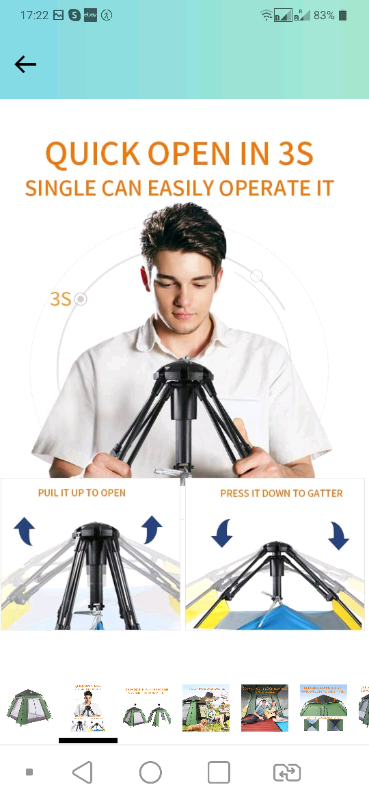 17:22
83%
QUICK OPEN IN 3S
SINGLE CAN EASILY OPERATE IT
3S
PUIL IT UP TO OPEN
PRESS IT DOWN TO GATTER